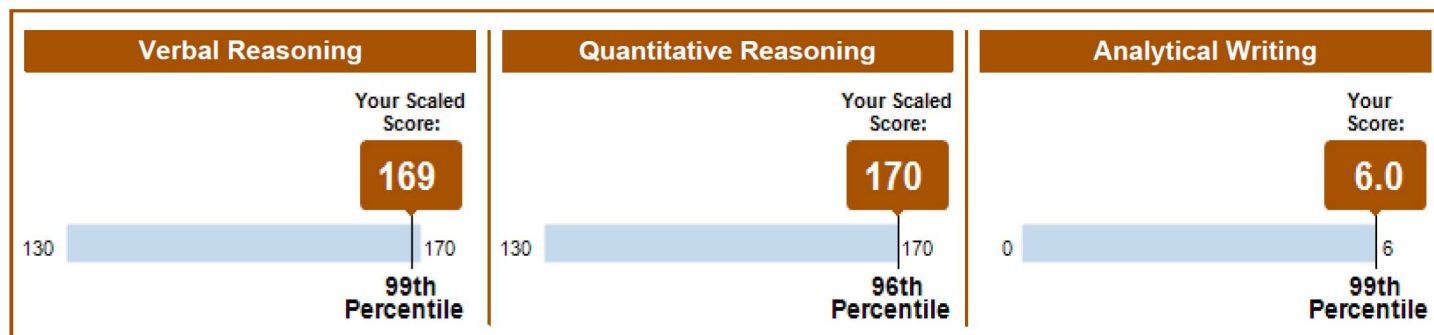 Verbal Reasoning
Your Scaled
Score:
169
130
170
99th
Percentile
Quantitative Reasoning
Your Scaled
Score:
170
130
170
96th
Percentile
Analytical Writing
Your
Score:
6.0
0
6
99th
Percentile